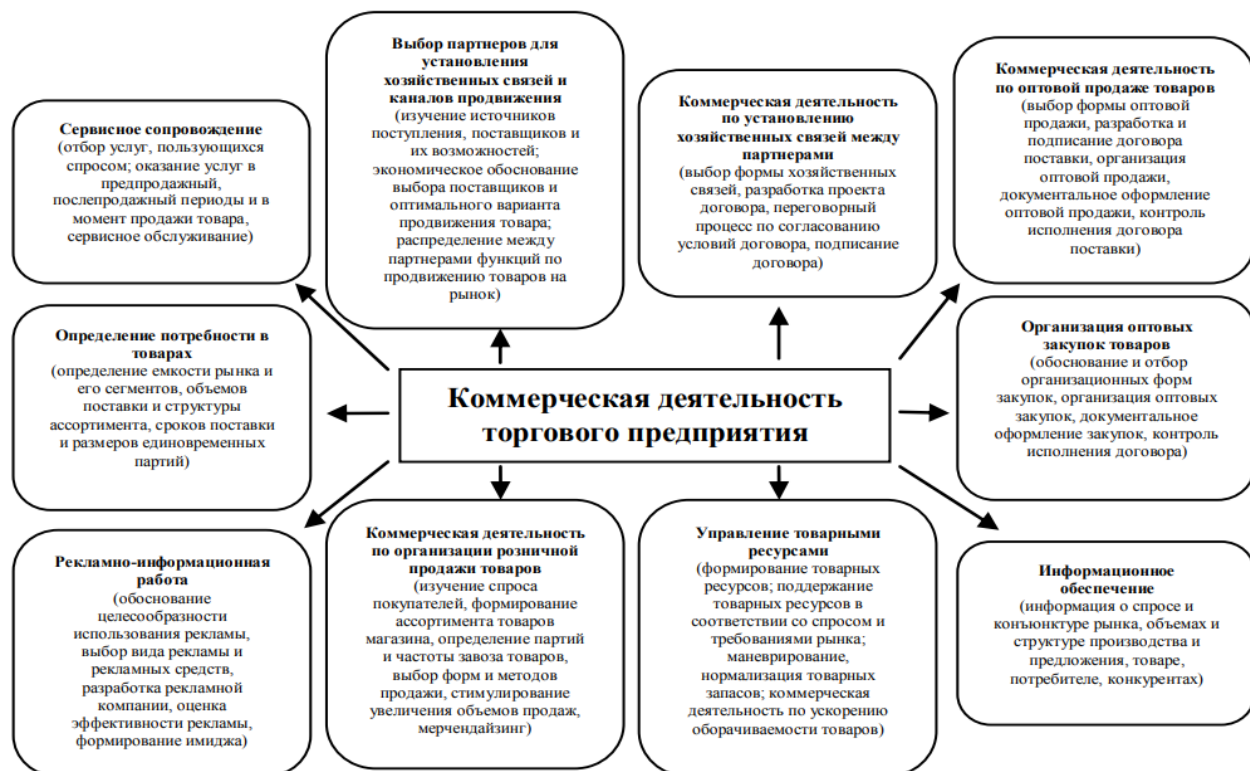 Сервисное сопровождение
(отбор услуг, пользующихся
спросом; оказание услуг в
предпродажный,
послепродажный периоды и в
момент продажи товара,
сервисное обслуживание)
Выбор партнеров для
установления
хозяйственных связей и
каналов продвижения
(изучение источников
поступления, поставщиков и
их возможностей;
экономическое обоснование
выбора поставщиков и
оптимального варианта
продвижения товара;
распределение между
партнерами функций по
продвижению товаров на
рынок)
Коммерческая деятельность
по установлению
хозяйственных связей между
партнерами
(выбор формы хозяйственных
связей, разработка проекта
договора, переговорный
процесс по согласованию
условий договора, подписание
договора)
Коммерческая деятельность
по оптовой продаже товаров
(выбор формы оптовой
продажи, разработка и
подписание договора
поставки, организация
оптовой продажи,
документальное оформление
оптовой продажи, контроль
исполнения договора
поставки)
Определение потребности в
товарах
(определение емкости рынка и
его сегментов, объемов
поставки и структуры
ассортимента, сроков поставки
и размеров единовременных
партий)
Коммерческая деятельность
торгового предприятия
Организация оптовых
закупок товаров
(обоснование и отбор
организационных форм
закупок, организация оптовых
закупок, документальное
оформление закупок, контроль
исполнения договора)
Рекламно-информационная
работа
(обоснование
целесообразности
использования рекламы,
выбор вида рекламы и
рекламных средств,
разработка рекламной
компании, оценка
эффективности рекламы,
формирование имиджа)
Коммерческая деятельность
по организации розничной
продажи товаров
(изучение спроса
покупателей, формирование
ассортимента товаров
магазина, определение партий
и частоты завоза товаров,
выбор форм и методов
продажи, стимулирование
увеличения объемов продаж,
мерчендайзинг)
Управление товарными
ресурсами
(формирование товарных
ресурсов; поддержание
товарных ресурсов в
соответствии со спросом и
требованиями рынка;
маневрирование,
нормализация товарных
запасов; коммерческая
деятельность по ускорению
оборачиваемости товаров)
Информационное
обеспечение
(информация о спросе и
конъюнктуре рынка, объемах и
структуре производства и
предложения, товаре,
потребителе, конкурентах)